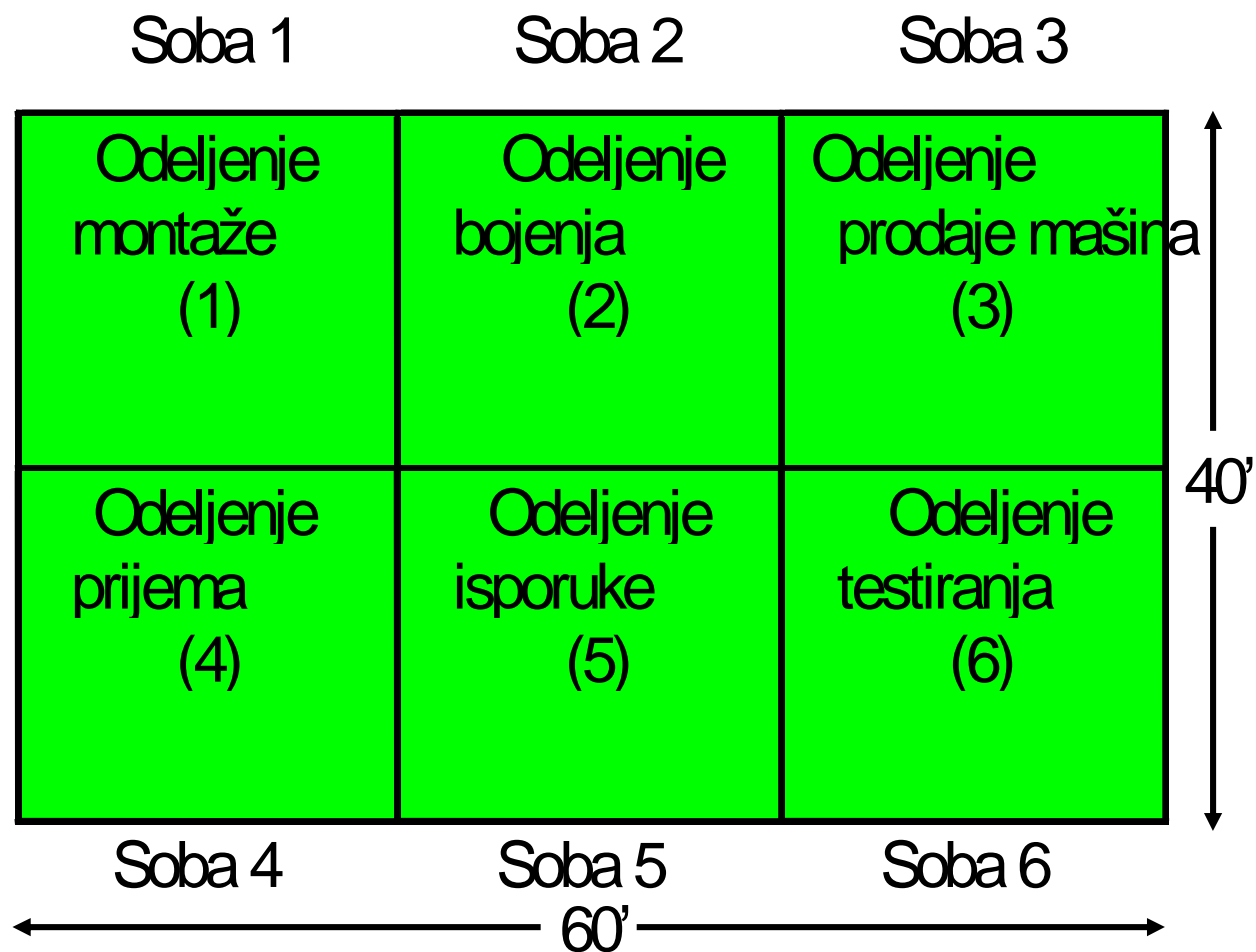 Soba 1 Soba 2 Soba 3
Odeljenje
montaže
(1)
Odeljenje
bojenja
(2)
Odeljenje
prodaje mašina
(3)
40’
Odeljenje
prijema
(4)
Odeljenje
isporuke
(5)
Odeljenje
testiranja
(6)
Soba 4 Soba 5 Soba 6
60’